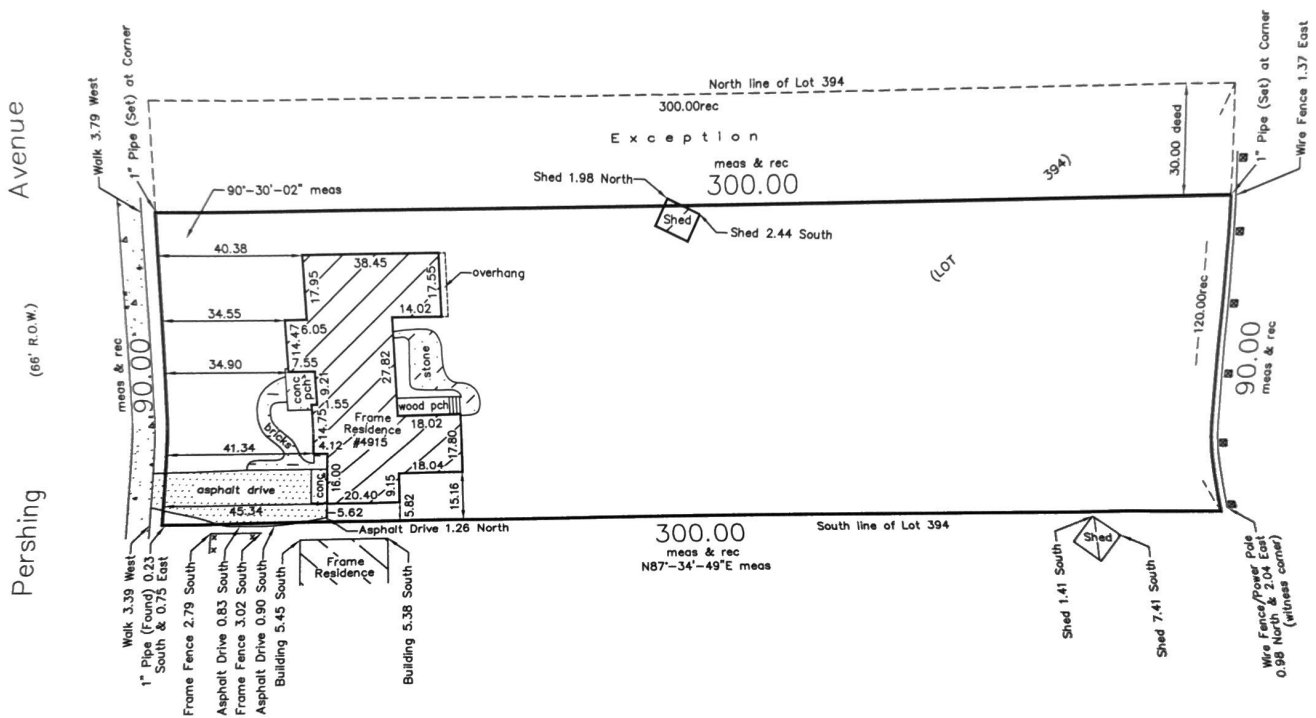 Pershing Avenue
(66' R.O.W.)
Walk 3.79 West
1" Pipe (Set) at Corner
North line of Lot 394
300.00rec
Exception
meas & rec
300.00
30.00 deed
1" Pipe (Set) at Corner
Wire Fence 1.37 East
90°-30'-02" meas
Shed 1.98 North
Shed
Shed 2.44 South
(LOT
394)
40.38
38.45
17.95
17.55
overhang
14.02
34.55
6.05
14.47
34.90
7.55
conc
pch
9.21
27.82
stone
1.55
wood pch
18.02
14.75
Frame
Residence
#4915
bricks
4.12
17.80
18.04
41.34
16.00
conc
asphalt drive
20.40
9.15
45.34
5.62
5.82
15.16
meas & rec
90.00
120.00rec
90.00
meas & rec
Asphalt Drive 1.26 North
300.00
meas & rec
N87°-34'-49"E meas
South line of Lot 394
Walk 3.39 West
1" Pipe (Found) 0.23
South & 0.75 East
Frame Fence 2.79 South
Asphalt Drive 0.83 South
Frame Fence 3.02 South
Asphalt Drive 0.90 South
Building 5.45 South
Frame
Residence
Building 5.38 South
Shed 1.41 South
Shed
Shed 7.41 South
Wire Fence/Power Pole
0.98 North & 2.04 East
(witness corner)